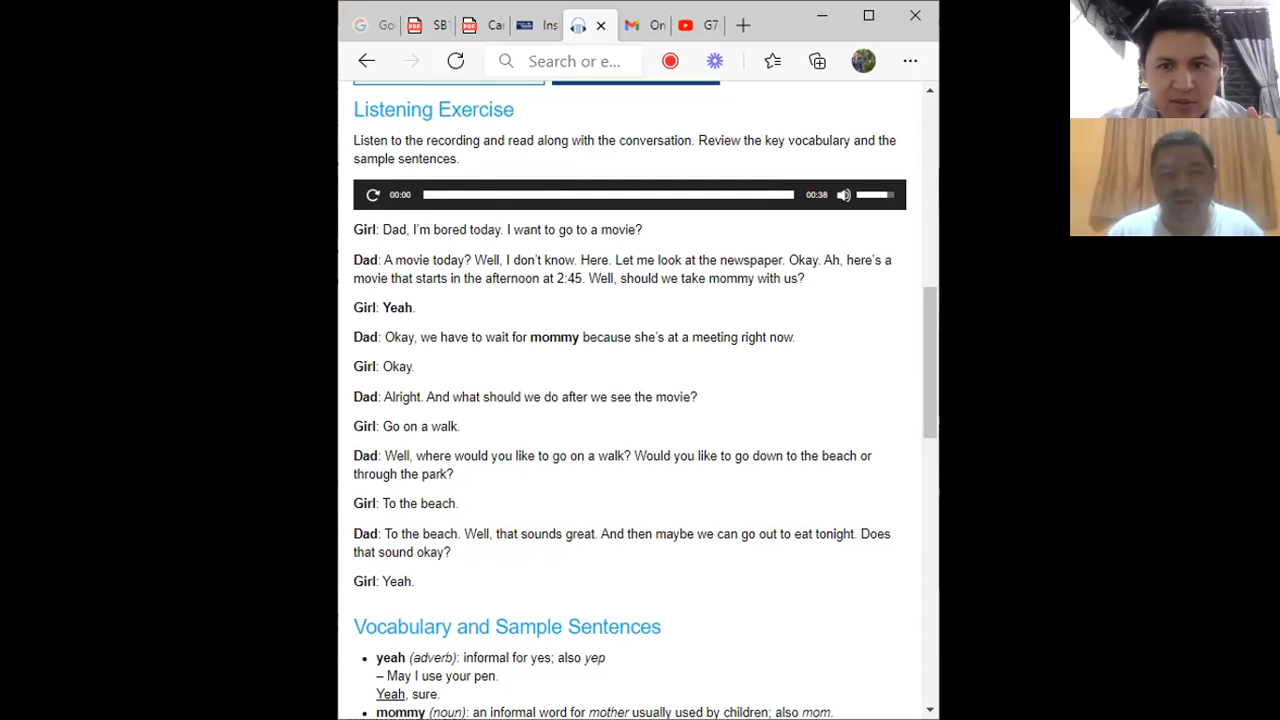 Go
SB
Car
Ins
On
G7
Search or e...
Listening Exercise
Listen to the recording and read along with the conversation. Review the key vocabulary and the
sample sentences.
00:00
00:38
Girl: Dad, I'm bored today. I want to go to a movie?
Dad: A movie today? Well, I don't know. Here. Let me look at the newspaper. Okay. Ah, here's a
movie that starts in the afternoon at 2:45. Well, should we take mommy with us?
Girl: Yeah.
Dad: Okay, we have to wait for mommy because she's at a meeting right now.
Girl: Okay.
Dad: Alright. And what should we do after we see the movie?
Girl: Go on a walk.
Dad: Well, where would you like to go on a walk? Would you like to go down to the beach or
through the park?
Girl: To the beach.
Dad: To the beach. Well, that sounds great. And then maybe we can go out to eat tonight. Does
that sound okay?
Girl: Yeah.
Vocabulary and Sample Sentences
• yeah (adverb): informal for yes; also yep
– May I use your pen.
Yeah, sure.
• mommy (noun): an informal word for mother usually used by children; also mom.